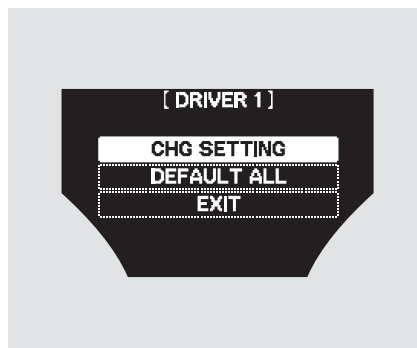 [ DRIVER 1 ]
CHG SETTING
DEFAULT ALL
EXIT